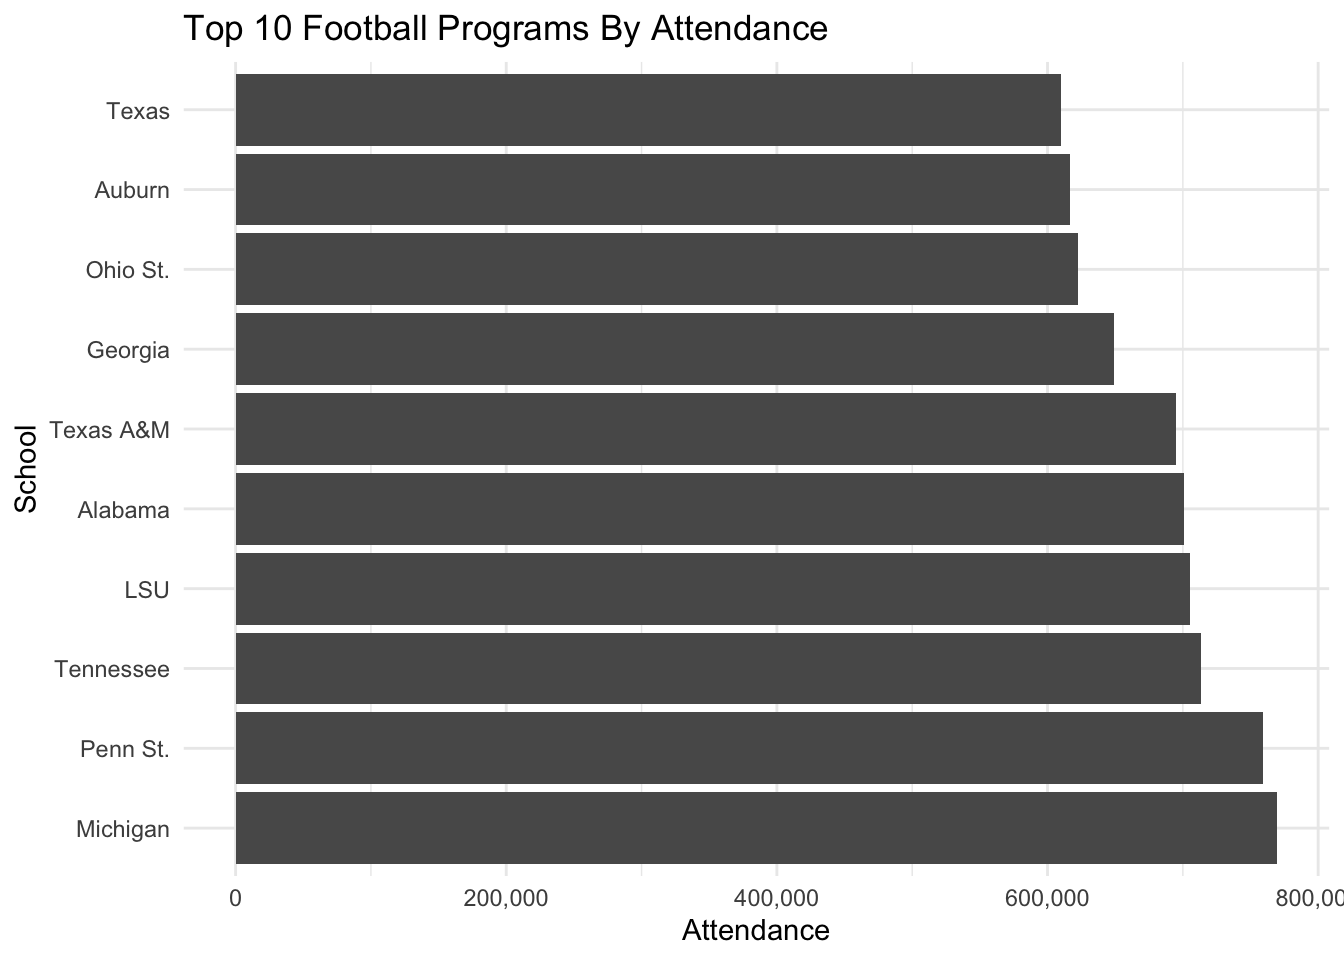 Top 10 Football Programs By Attendance
Texas
Auburn
Ohio St.
Georgia
Texas A&M
Alabama
LSU
Tennessee
Penn St.
Michigan
School
0 200,000 400,000 600,000 800,00
Attendance